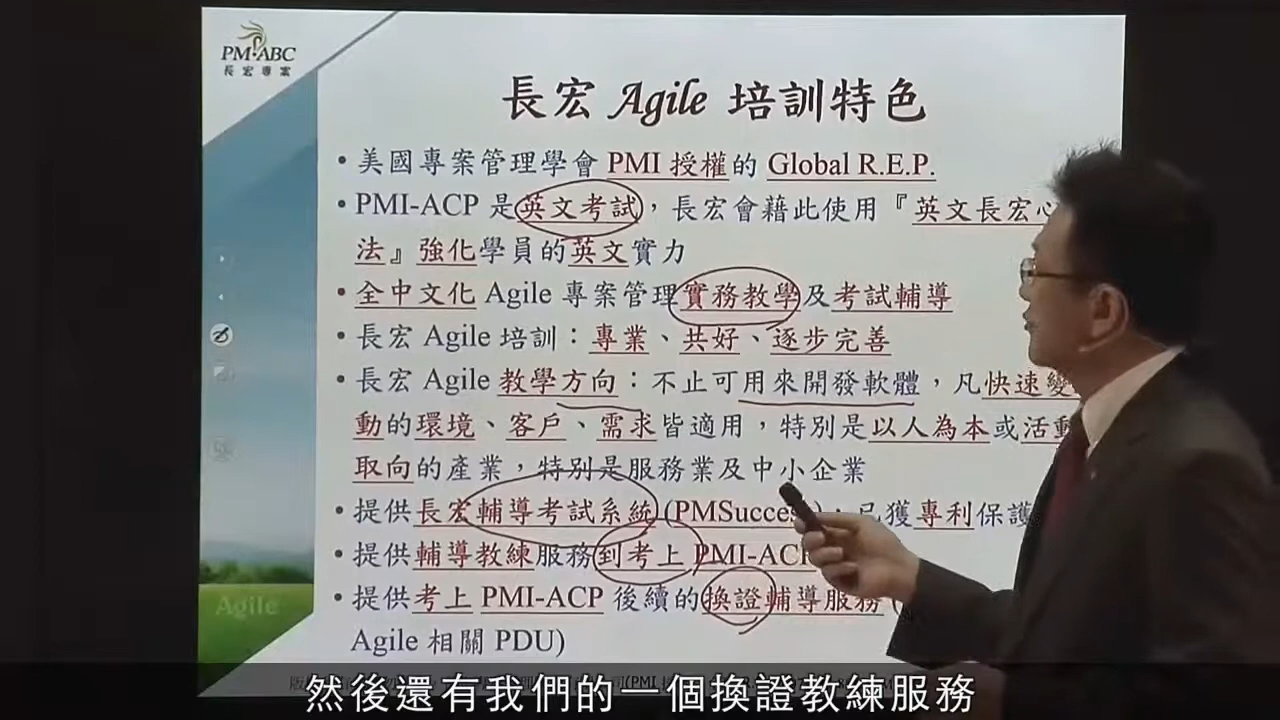 PM-ABC
長宏專案
長宏 Agile 培訓特色
• 美國專案管理學會 PMI 授權的 Global R.E.P.
• PMI-ACP 是英文考試，長宏會藉此使用『英文長宏心
法』強化學員的英文實力
• 全中文化 Agile 專案管理實務教學及考試輔導
• 長宏 Agile 培訓：專業、共好、逐步完善
• 長宏 Agile 教學方向：不止可用來開發軟體，凡快速變
動的環境、客戶、需求皆適用，特別是以人為本或活動
取向的產業，特別是服務業及中小企業
• 提供長宏輔導考試系統(PMSuccess)，已獲專利保護
• 提供輔導教練服務到考上 PMI-ACP
• 提供考上 PMI-ACP 後續的換證輔導服務(
Agile 相關 PDU)
Agile
然後還有我們的一個換證教練服務